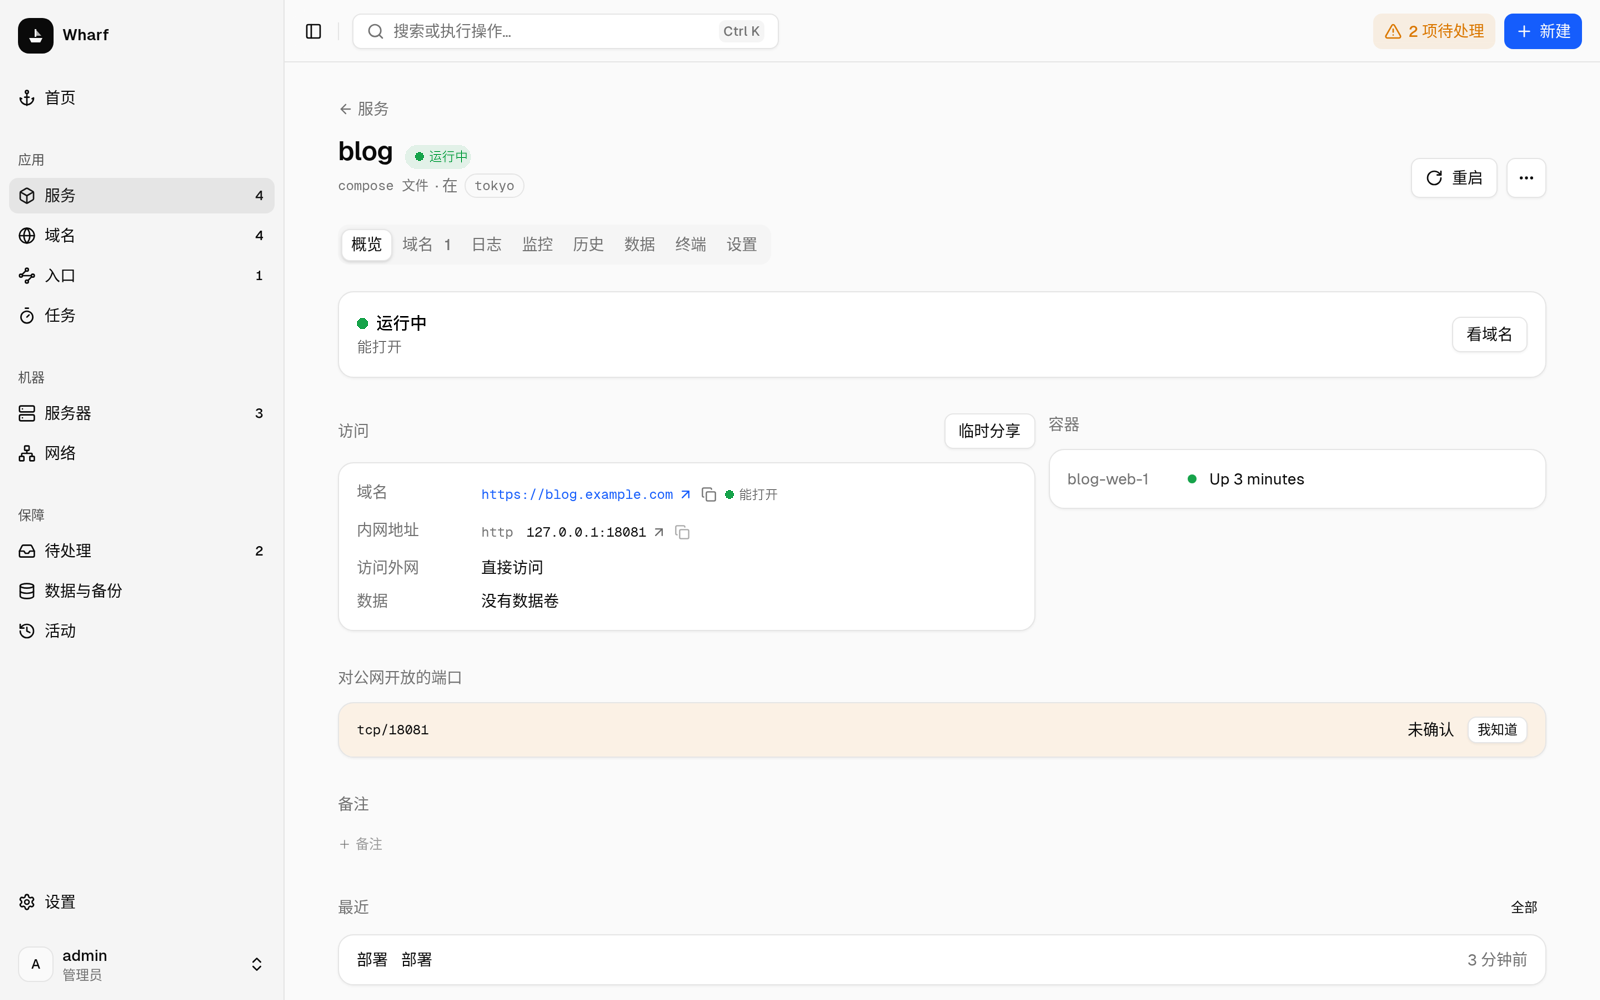 Wharf
首页
应用
服务 4
域名 4
入口 1
任务
机器
服务器 3
网络
保障
待处理 2
数据与备份
活动
设置
A
admin
管理员
搜索或执行操作... Ctrl K
2 项待处理
新建
服务
blog 运行中
compose 文件 · 在 tokyo
重启
概览 域名 1 日志 监控 历史 数据 终端 设置
运行中
能打开
看域名
访问
临时分享
域名 https://blog.example.com 能打开
内网地址 http 127.0.0.1:18081
访问外网 直接访问
数据 没有数据卷
容器
blog-web-1 Up 3 minutes
对公网开放的端口
tcp/18081 未确认 我知道
备注
+ 备注
最近 全部
部署 部署 3 分钟前